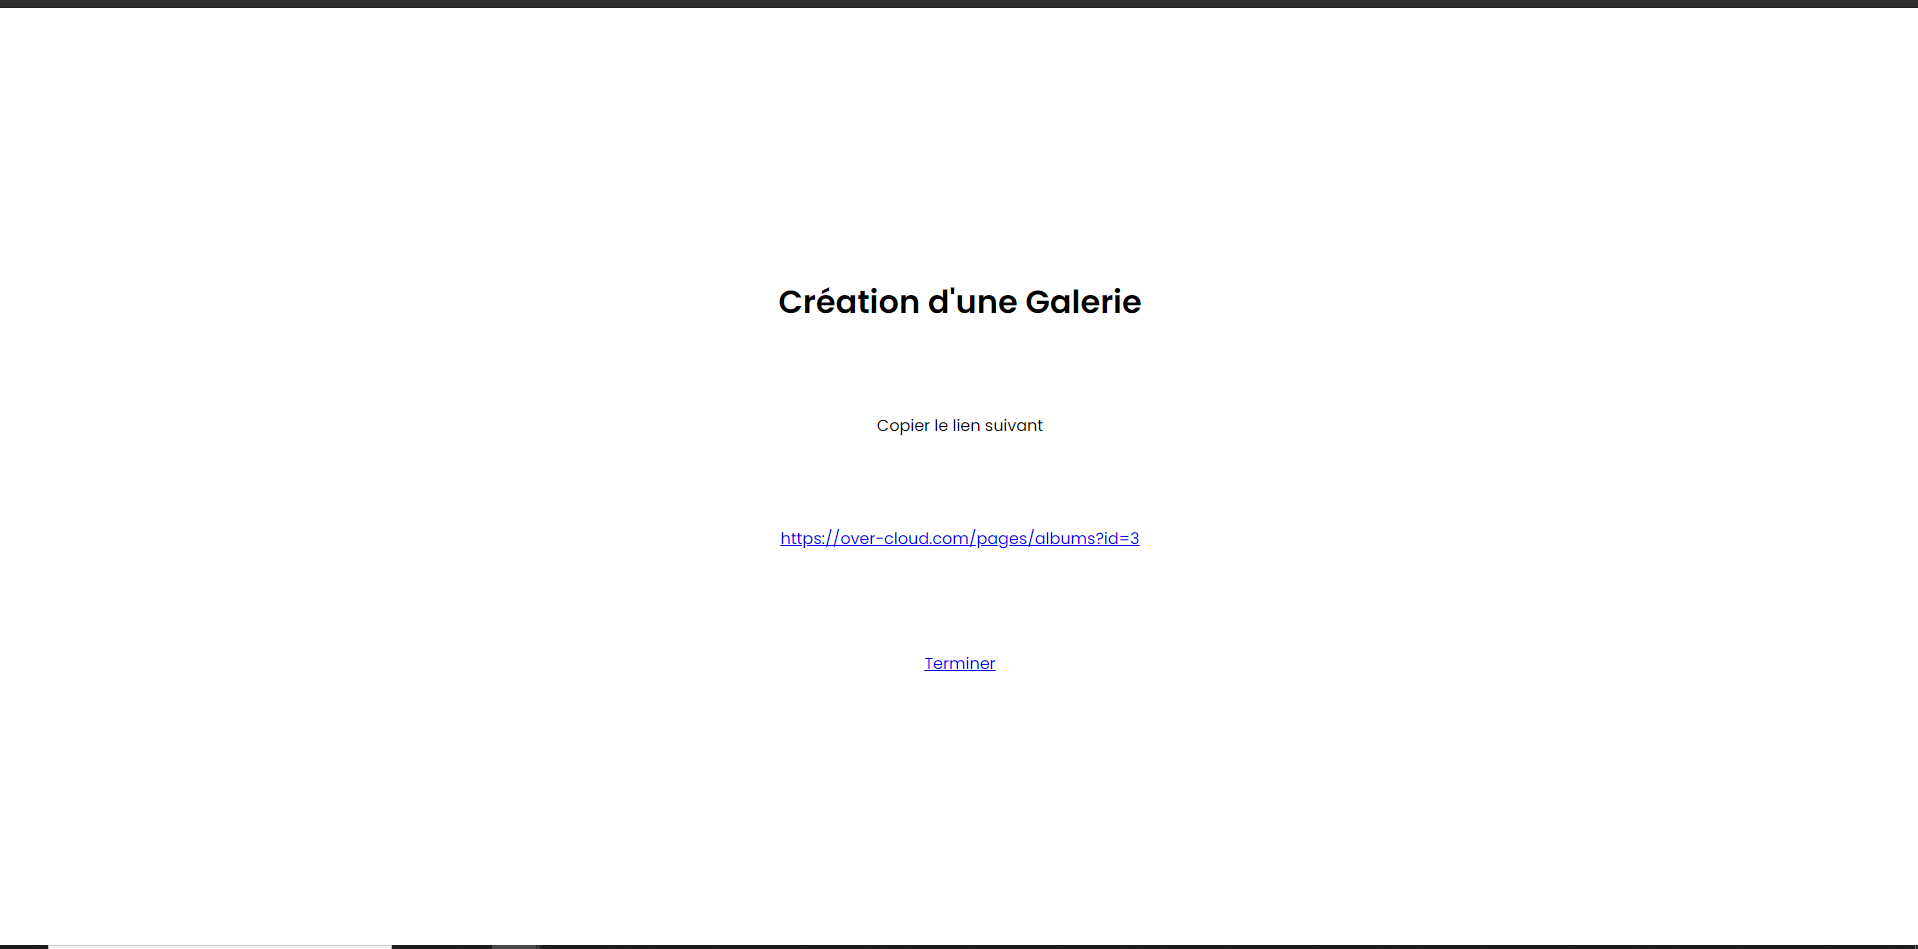 Création d'une Galerie
Copier le lien suivant
https://over-cloud.com/pages/albums?id=3
Terminer